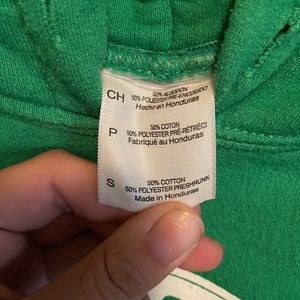 CH
50% ALGODÓN
50% POLIÉSTER PRE-ENCOGIDO
Hecho en Honduras
P
50% COTON
50% POLYESTER PRÉ-RÉTRÉCI
Fabriqué au Honduras
S
50% COTTON
50% POLYESTER PRESHRUNK
Made in Honduras